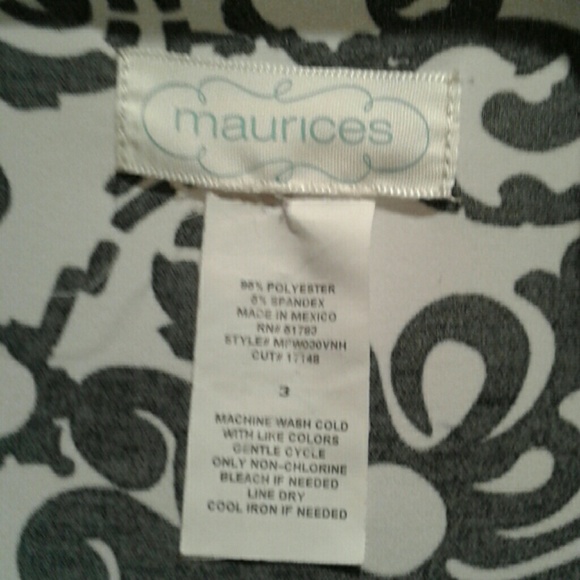 maurices
95% POLYESTER
5% SPANDEX
MADE IN MEXICO
RN# 61783
STYLE# MPW030VNH
CUT# 17148
3
MACHINE WASH COLD
WITH LIKE COLORS
GENTLE CYCLE
ONLY NON-CHLORINE
BLEACH IF NEEDED
LINE DRY
COOL IRON IF NEEDED